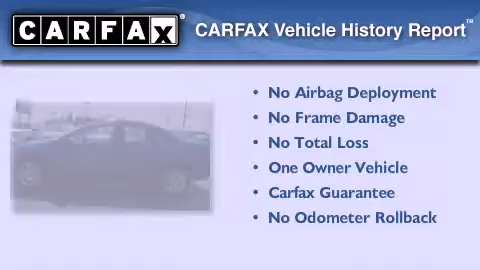 CARFAX® CARFAX Vehicle History Report™
• No Airbag Deployment
• No Frame Damage
• No Total Loss
• One Owner Vehicle
• Carfax Guarantee
• No Odometer Rollback